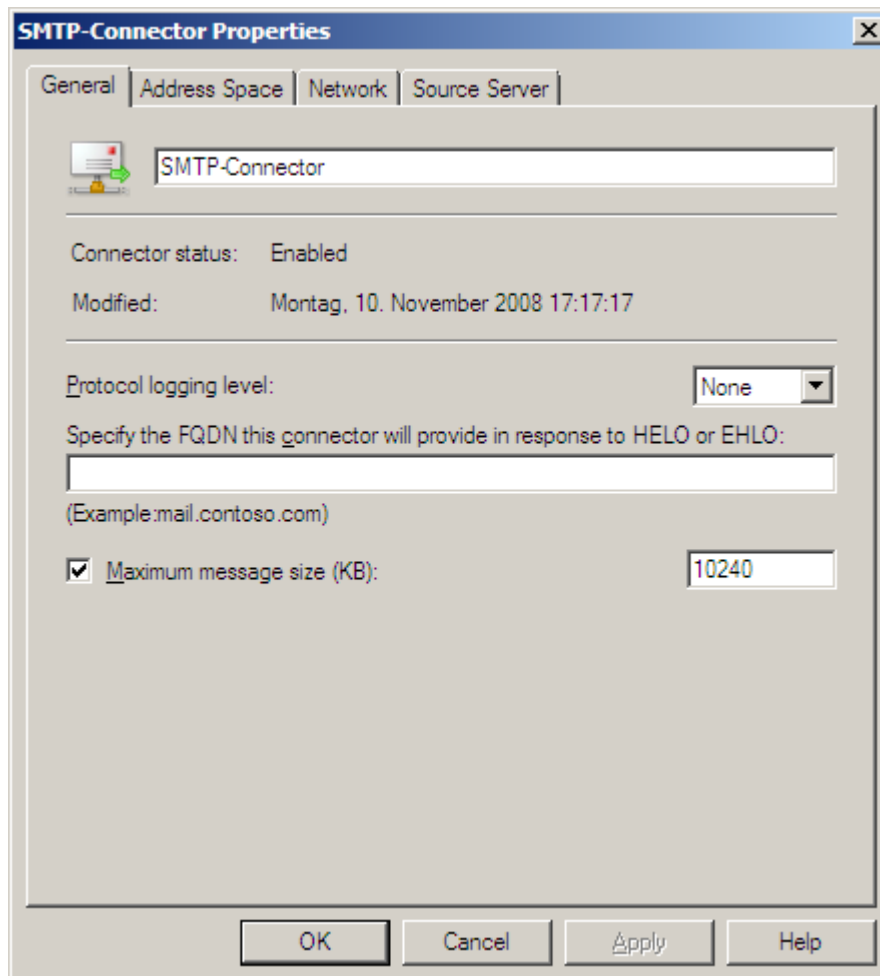 SMTP-Connector Properties
General Address Space Network Source Server
SMTP-Connector
Connector status: Enabled
Modified: Montag, 10. November 2008 17:17:17
Protocol logging level: None
Specify the FQDN this connector will provide in response to HELO or EHLO:
(Example:mail.contoso.com)
Maximum message size (KB): 10240
OK Cancel Apply Help